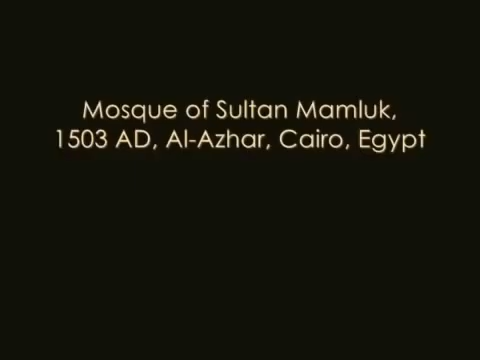 Mosque of Sultan Mamluk,
1503 AD, Al-Azhar, Cairo, Egypt